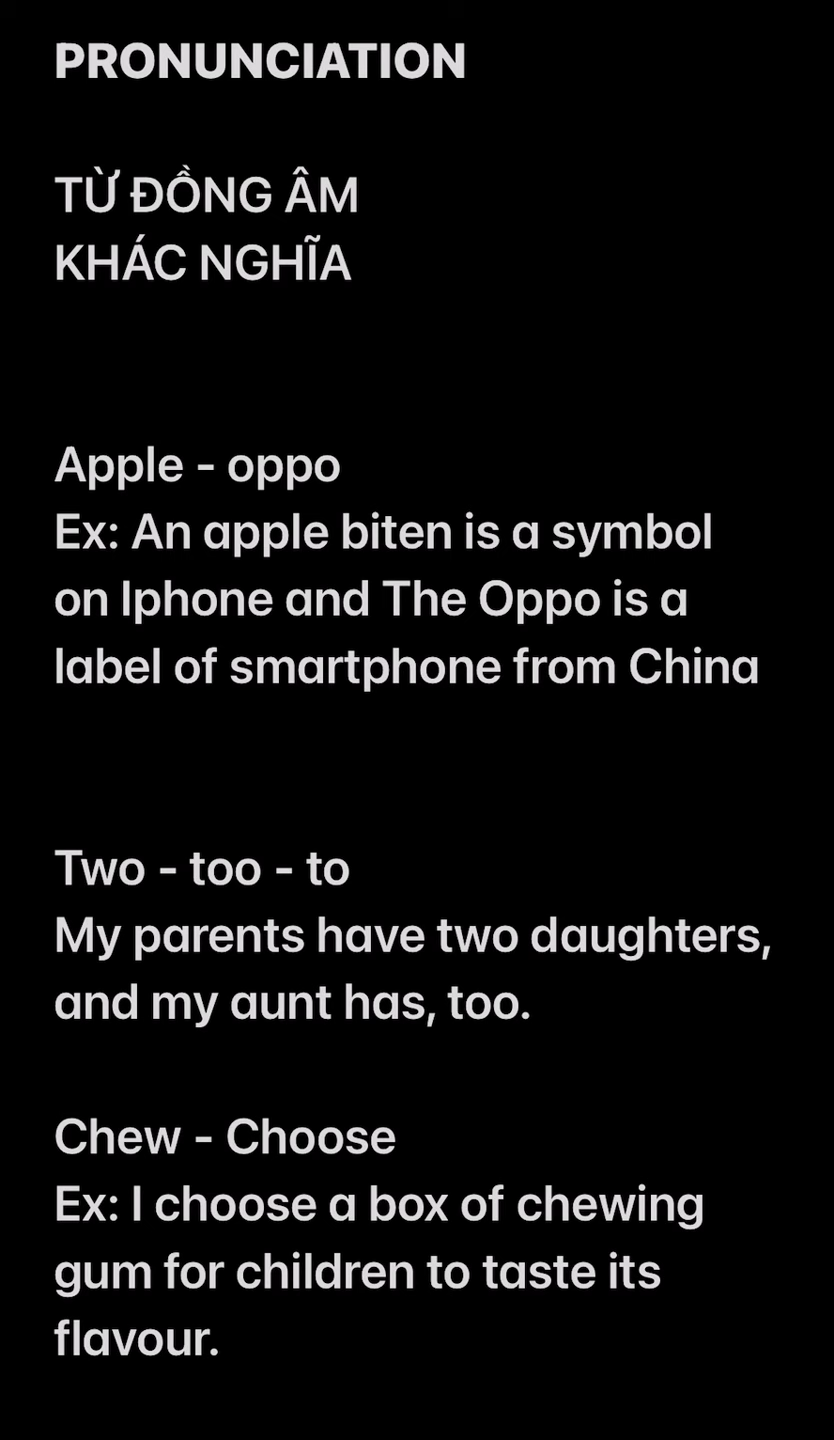 PRONUNCIATION
TỪ ĐỒNG ÂM
KHÁC NGHĨA
Apple - oppo
Ex: An apple biten is a symbol
on Iphone and The Oppo is a
label of smartphone from China
Two - too - to
My parents have two daughters,
and my aunt has, too.
Chew - Choose
Ex: I choose a box of chewing
gum for children to taste its
flavour.